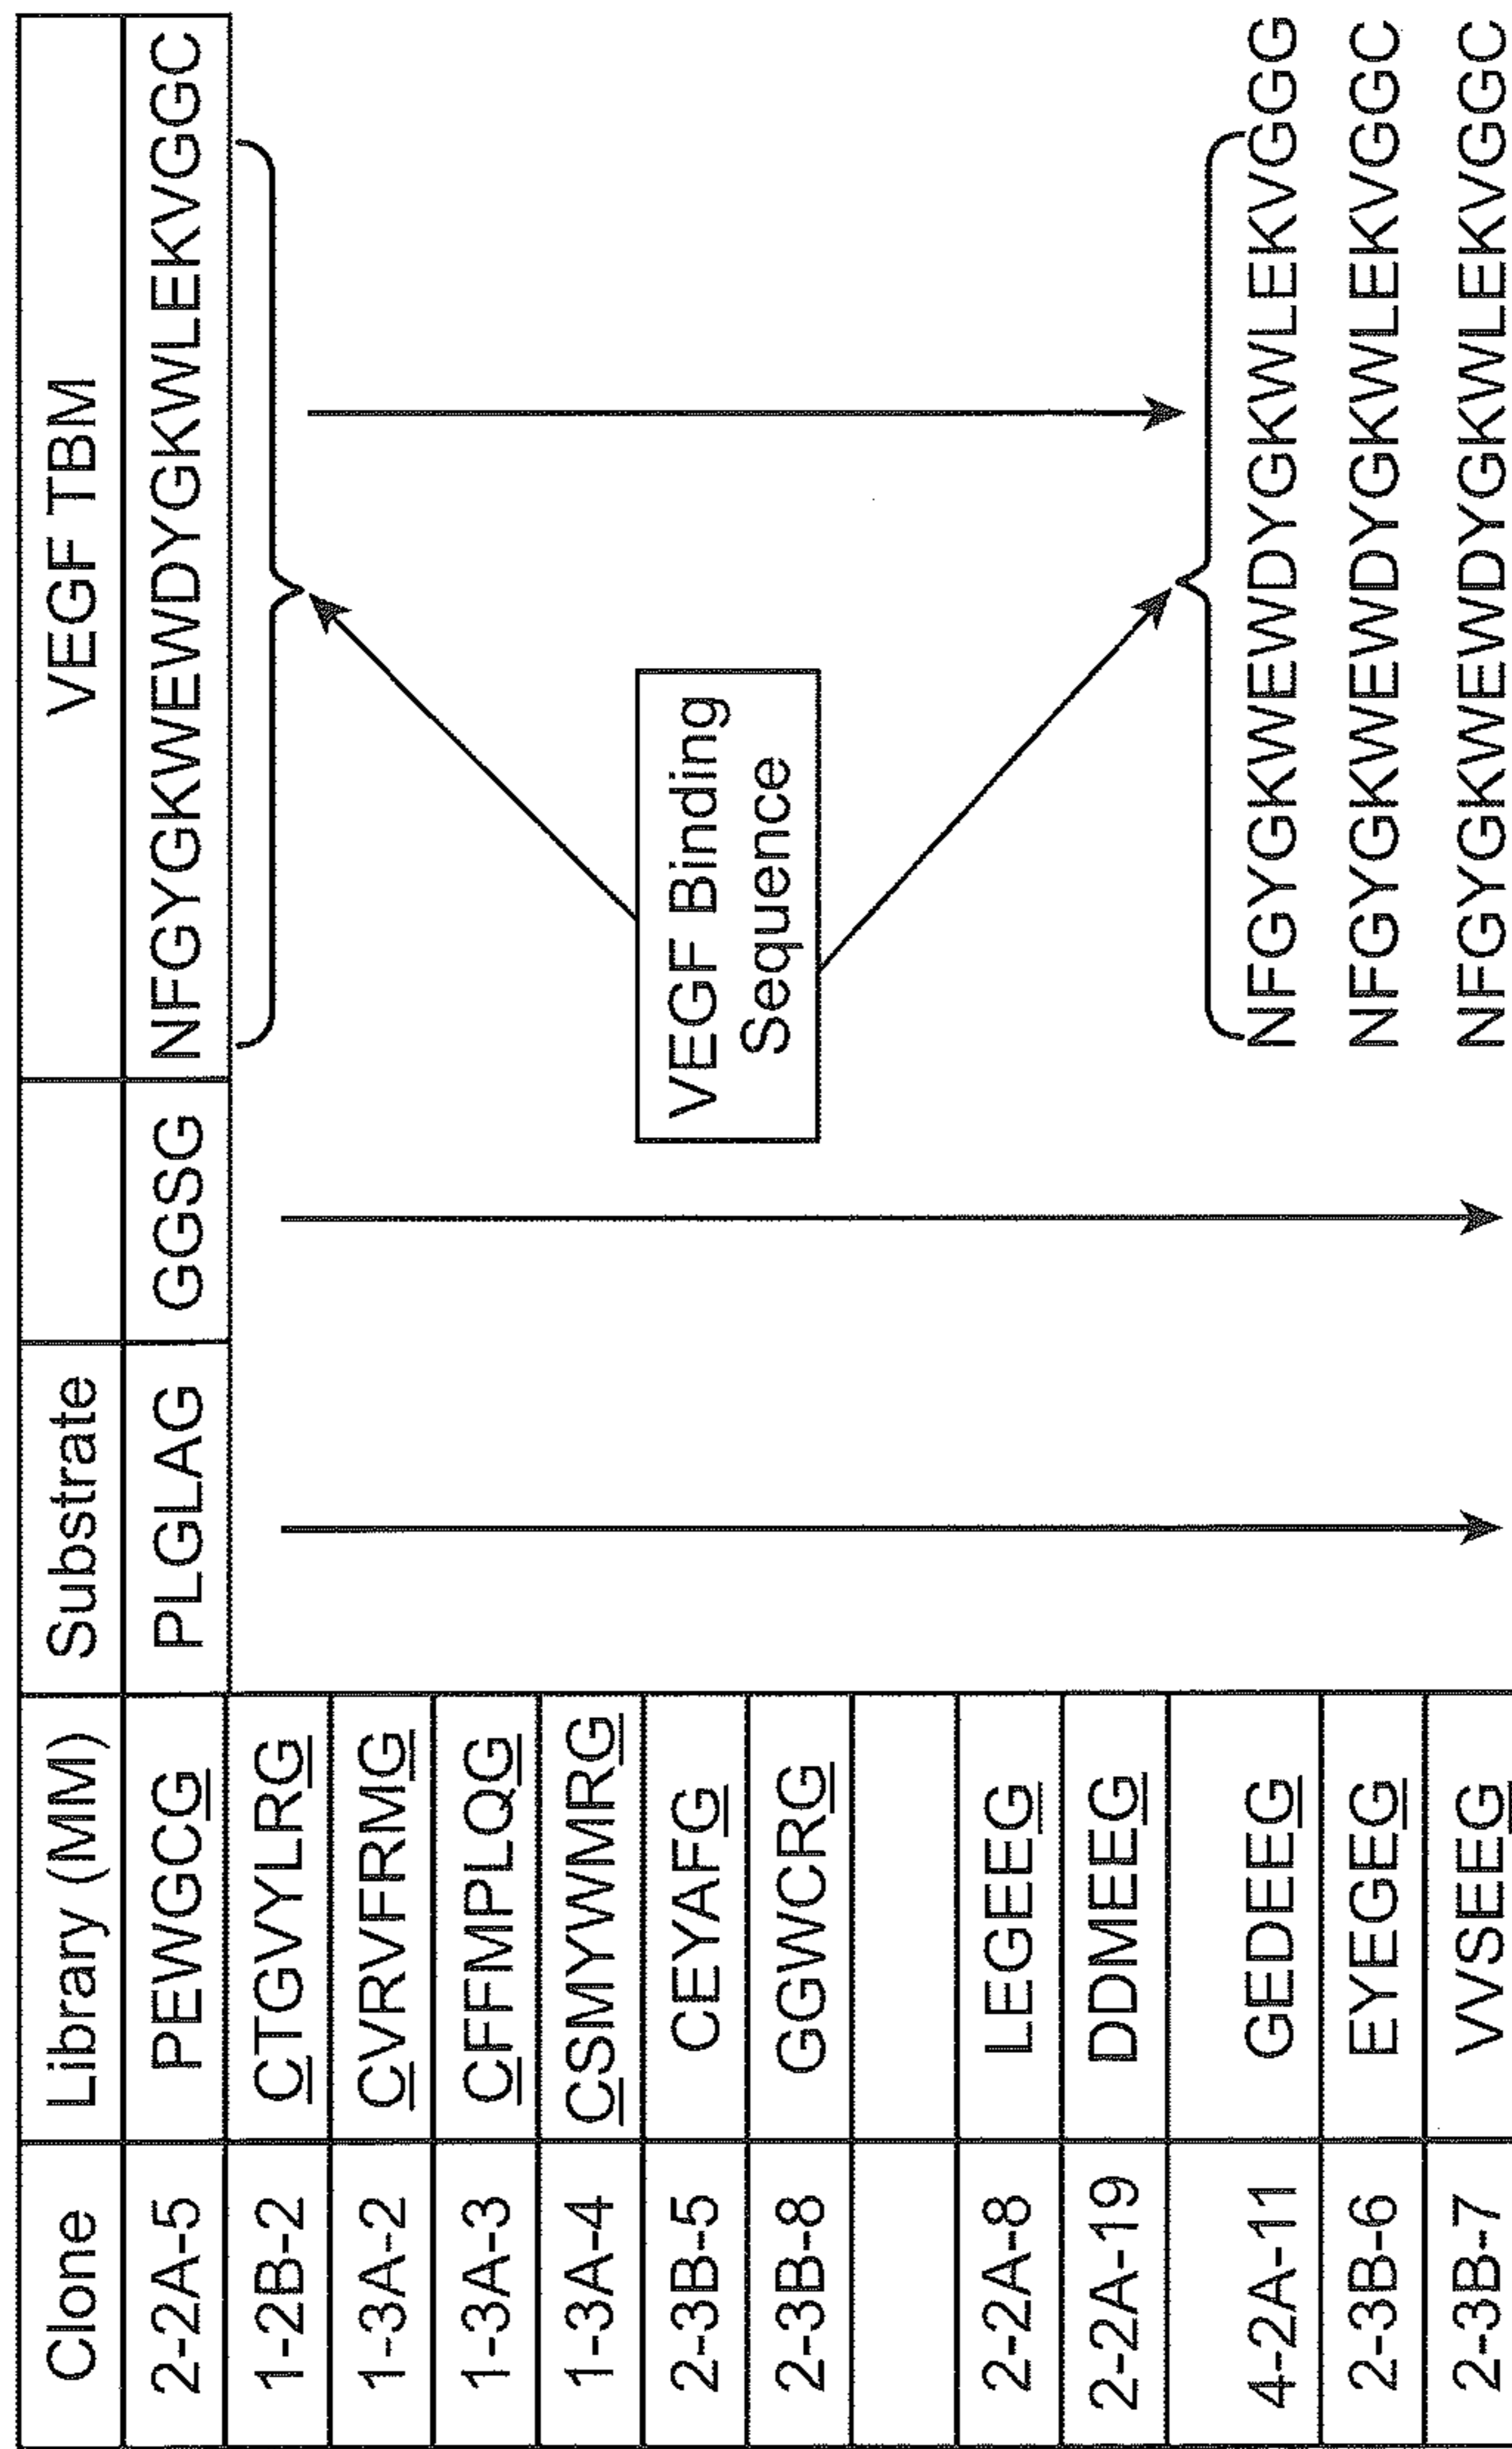 Clone Library (MM) Substrate VEGF TBM
2-2A-5 PEWGCG PLGLAG GGSG NFGYGKWEWDYGKWLEKVGGC
1-2B-2 CTGVYLRG
1-3A-2 CVRVFRMG
1-3A-3 CFFMPLQG
1-3A-4 CSMYWMRG
2-3B-5 CEYAFG
2-3B-8 GGWCRG
VEGF Binding
Sequence
2-2A-8 LEGEEG
2-2A-19 DDMEEG
4-2A-11 GEDEEG NFGYGKWEWDYGKWLEKVGGG
2-3B-6 EYEGEG NFGYGKWEWDYGKWLEKVGGC
2-3B-7 VVSEEG NFGYGKWEWDYGKWLEKVGGC